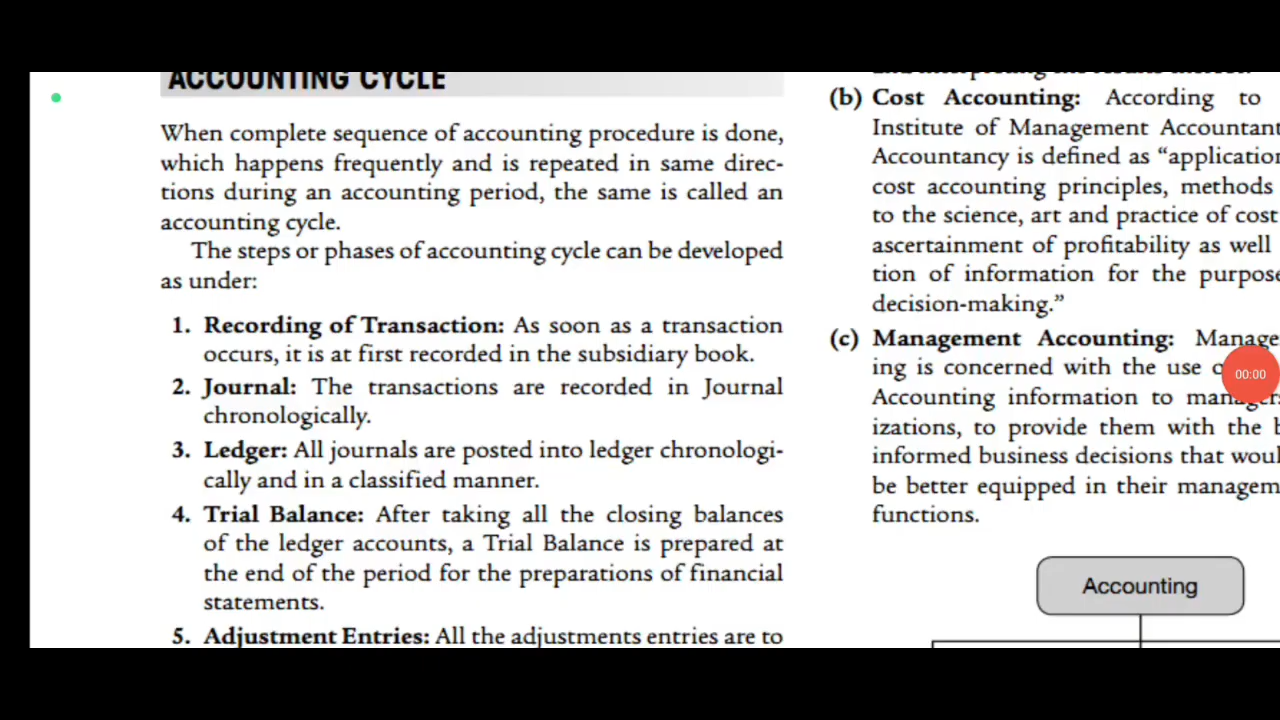 ACCOUNTING CYCLE
When complete sequence of accounting procedure is done,
which happens frequently and is repeated in same direc-
tions during an accounting period, the same is called an
accounting cycle.
The steps or phases of accounting cycle can be developed
as under:
1. Recording of Transaction: As soon as a transaction
occurs, it is at first recorded in the subsidiary book.
2. Journal: The transactions are recorded in Journal
chronologically.
3. Ledger: All journals are posted into ledger chronologi-
cally and in a classified manner.
4. Trial Balance: After taking all the closing balances
of the ledger accounts, a Trial Balance is prepared at
the end of the period for the preparations of financial
statements.
5. Adjustment Entries: All the adjustments entries are to
(b) Cost Accounting: According to
Institute of Management Accountant
Accountancy is defined as “application
cost accounting principles, methods
to the science, art and practice of cost
ascertainment of profitability as well
tion of information for the purpose
decision-making.”
(c) Management Accounting: Manage
ing is concerned with the use
Accounting information to managers
izations, to provide them with the b
informed business decisions that woul
be better equipped in their managem
functions.
Accounting
00:00